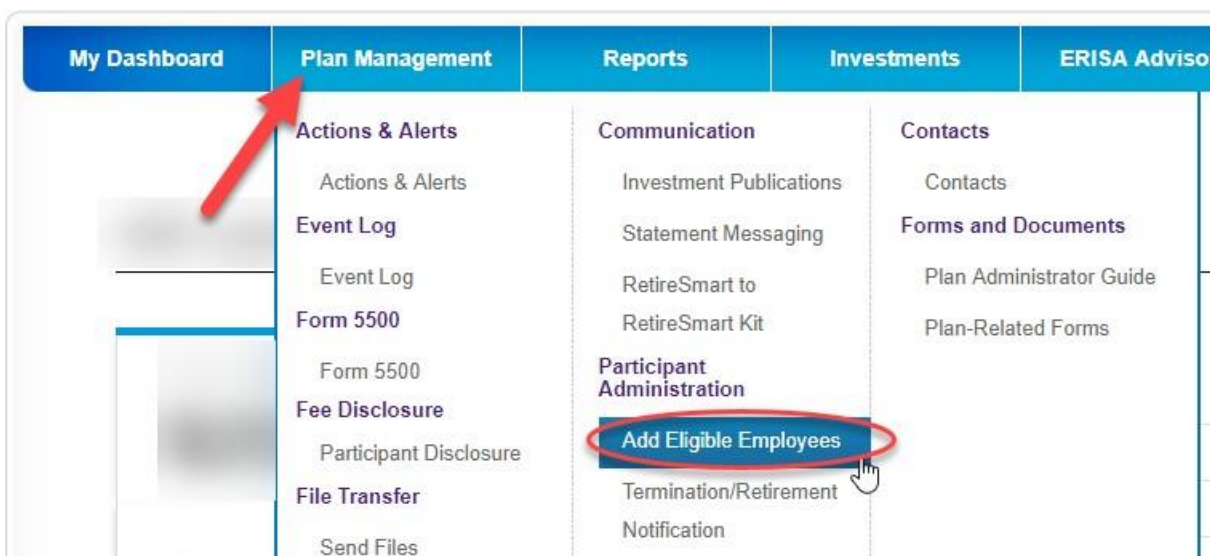 My Dashboard
Plan Management
Reports
Investments
ERISA Adviso
Actions & Alerts
Actions & Alerts
Event Log
Event Log
Form 5500
Form 5500
Fee Disclosure
Participant Disclosure
File Transfer
Send Files
Communication
Investment Publications
Statement Messaging
RetireSmart to
RetireSmart Kit
Participant
Administration
Add Eligible Employees
Termination/Retirement
Notification
Contacts
Contacts
Forms and Documents
Plan Administrator Guide
Plan-Related Forms